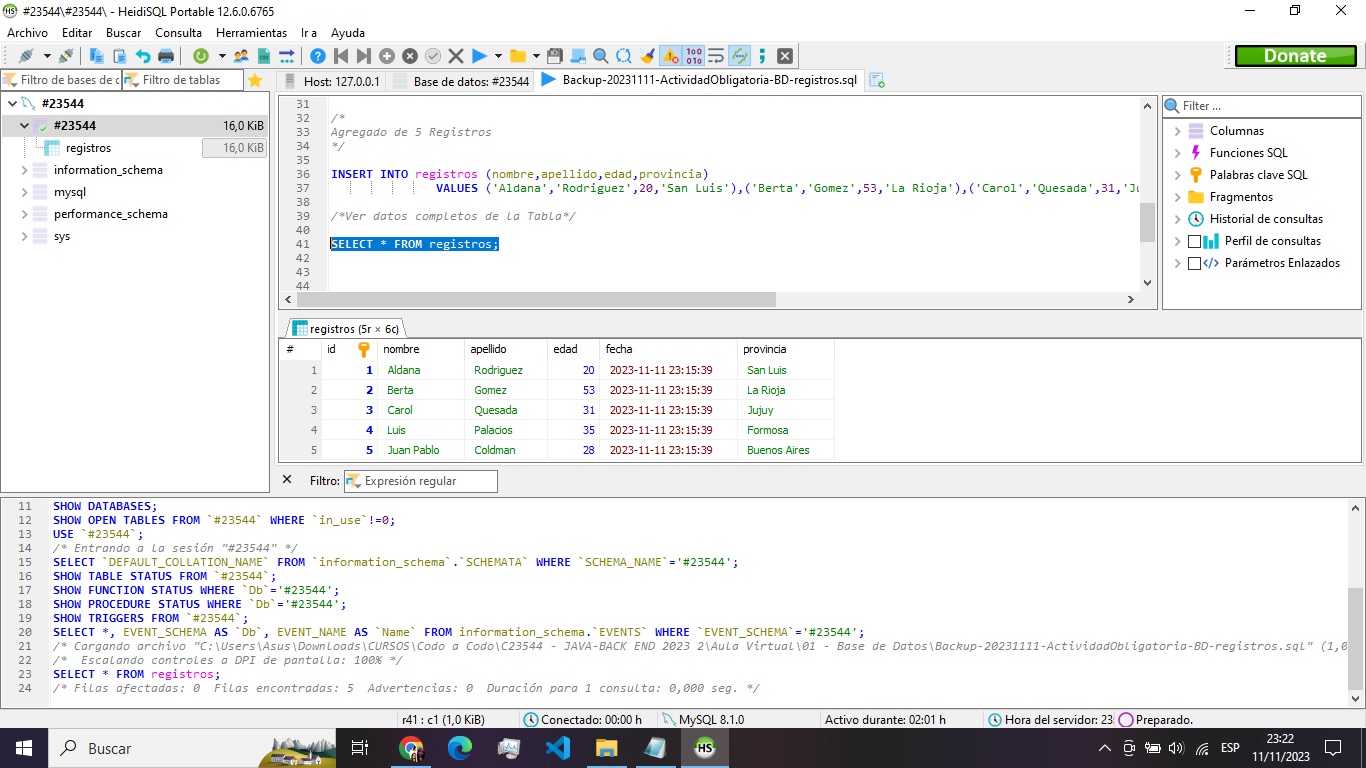 #23544\#23544\ - HeidiSQL Portable 12.6.0.6765
Archivo Editar Buscar Consulta Herramientas Ir a Ayuda
Donate
Filtro de bases de d Filtro de tablas
Host: 127.0.0.1 Base de datos: #23544 Backup-20231111-ActividadObligatoria-BD-registros.sql
#23544
#23544 16,0 KiB
registros 16,0 KiB
information_schema
mysql
performance_schema
sys
31
32 /*
33 Agregado de 5 Registros
34 */
35
36 INSERT INTO registros (nombre,apellido,edad,provincia)
37 VALUES ('Aldana','Rodriguez',20,'San Luis'),('Berta','Gomez',53,'La Rioja'),('Carol','Quesada',31,'Ju
38
39 /*Ver datos completos de la Tabla*/
40
41 SELECT * FROM registros;
42
43
44
Filter ...
Columnas
Funciones SQL
Palabras clave SQL
Fragmentos
Historial de consultas
Perfil de consultas
Parámetros Enlazados
registros (5r × 6c)
# id nombre apellido edad fecha provincia
1 1 Aldana Rodriguez 20 2023-11-11 23:15:39 San Luis
2 2 Berta Gomez 53 2023-11-11 23:15:39 La Rioja
3 3 Carol Quesada 31 2023-11-11 23:15:39 Jujuy
4 4 Luis Palacios 35 2023-11-11 23:15:39 Formosa
5 5 Juan Pablo Coldman 28 2023-11-11 23:15:39 Buenos Aires
Filtro: Expresión regular
11 SHOW DATABASES;
12 SHOW OPEN TABLES FROM `#23544` WHERE `in_use`!=0;
13 USE `#23544`;
14 /* Entrando a la sesión "#23544" */
15 SELECT `DEFAULT_COLLATION_NAME` FROM `information_schema`.`SCHEMATA` WHERE `SCHEMA_NAME`='#23544';
16 SHOW TABLE STATUS FROM `#23544`;
17 SHOW FUNCTION STATUS WHERE `Db`='#23544';
18 SHOW PROCEDURE STATUS WHERE `Db`='#23544';
19 SHOW TRIGGERS FROM `#23544`;
20 SELECT *, EVENT_SCHEMA AS `Db`, EVENT_NAME AS `Name` FROM information_schema.`EVENTS` WHERE `EVENT_SCHEMA`='#23544';
21 /* Cargando archivo "C:\Users\Asus\Downloads\CURSOS\Codo a Codo\C23544 - JAVA-BACK END 2023 2\Aula Virtual\01 - Base de Datos\Backup-20231111-ActividadObligatoria-BD-registros.sql" (1,0
22 /* Escalando controles a DPI de pantalla: 100% */
23 SELECT * FROM registros;
24 /* Filas afectadas: 0 Filas encontradas: 5 Advertencias: 0 Duración para 1 consulta: 0,000 seg. */
r41 : c1 (1,0 KiB) Conectado: 00:00 h MySQL 8.1.0 Activo durante: 02:01 h Hora del servidor: 23 Preparado.
Buscar
HS
ESP
23:22
11/11/2023